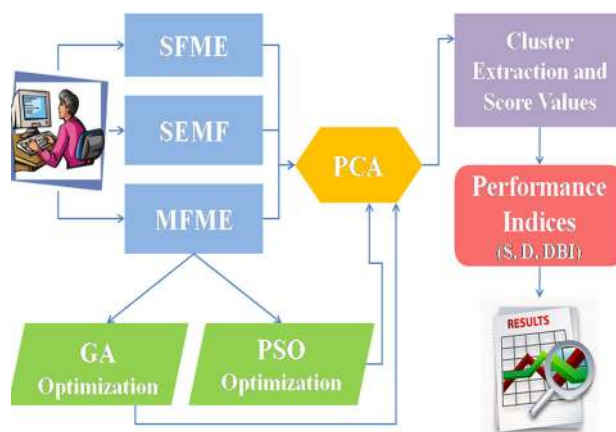 SFME
SEMF
MFME
PCA
GA
Optimization
PSO
Optimization
Cluster
Extraction and
Score Values
Performance
Indices
(S, D, DBI)
RESULTS